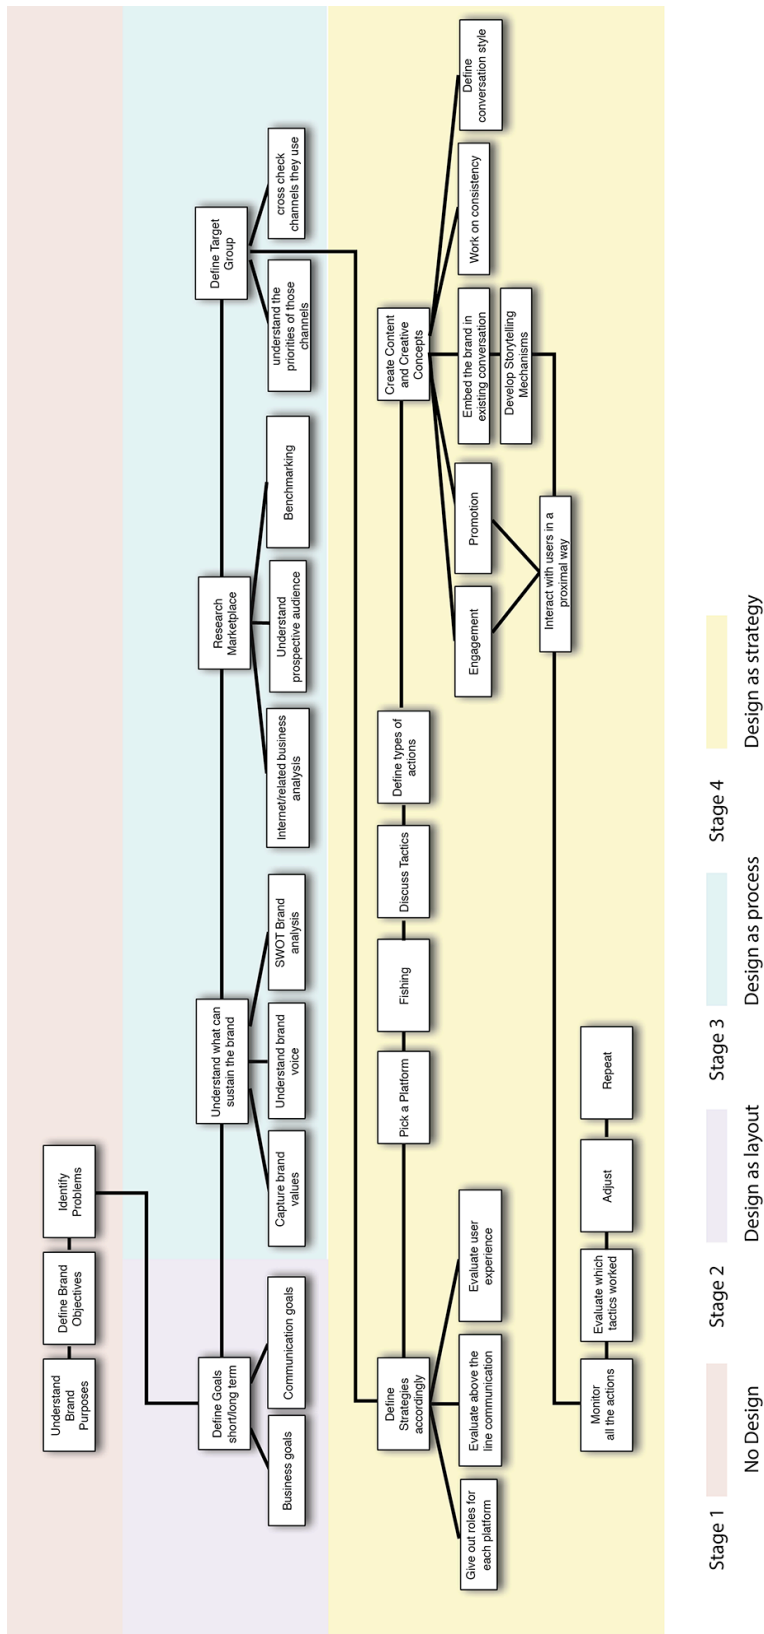 Understand
Brand
Purposes
Define Brand
Objectives
Identify
Problems
Define Goals
short/long term
Business goals
Communication goals
Understand what can
sustain the brand
Capture brand
values
Understand brand
voice
SWOT Brand
analysis
Research
Marketplace
Internet/related business
analysis
Understand
prospective audience
Benchmarking
Define Target
Group
understand the
priorities of those
channels
cross check
channels they use
Define
Strategies
accordingly
Give out roles for
each platform
Evaluate above the
line communication
Evaluate user
experience
Pick a Platform
Fishing
Discuss Tactics
Define types of
actions
Create Content
and Creative
Concepts
Engagement
Promotion
Embed the brand in
existing conversation
Develop Storytelling
Mechanisms
Work on consistency
Define
conversation style
Interact with users in a
proximal way
Monitor
all the actions
Evaluate which
tactics worked
Adjust
Repeat
Stage 1
No Design
Stage 2
Design as layout
Stage 3
Design as process
Stage 4
Design as strategy